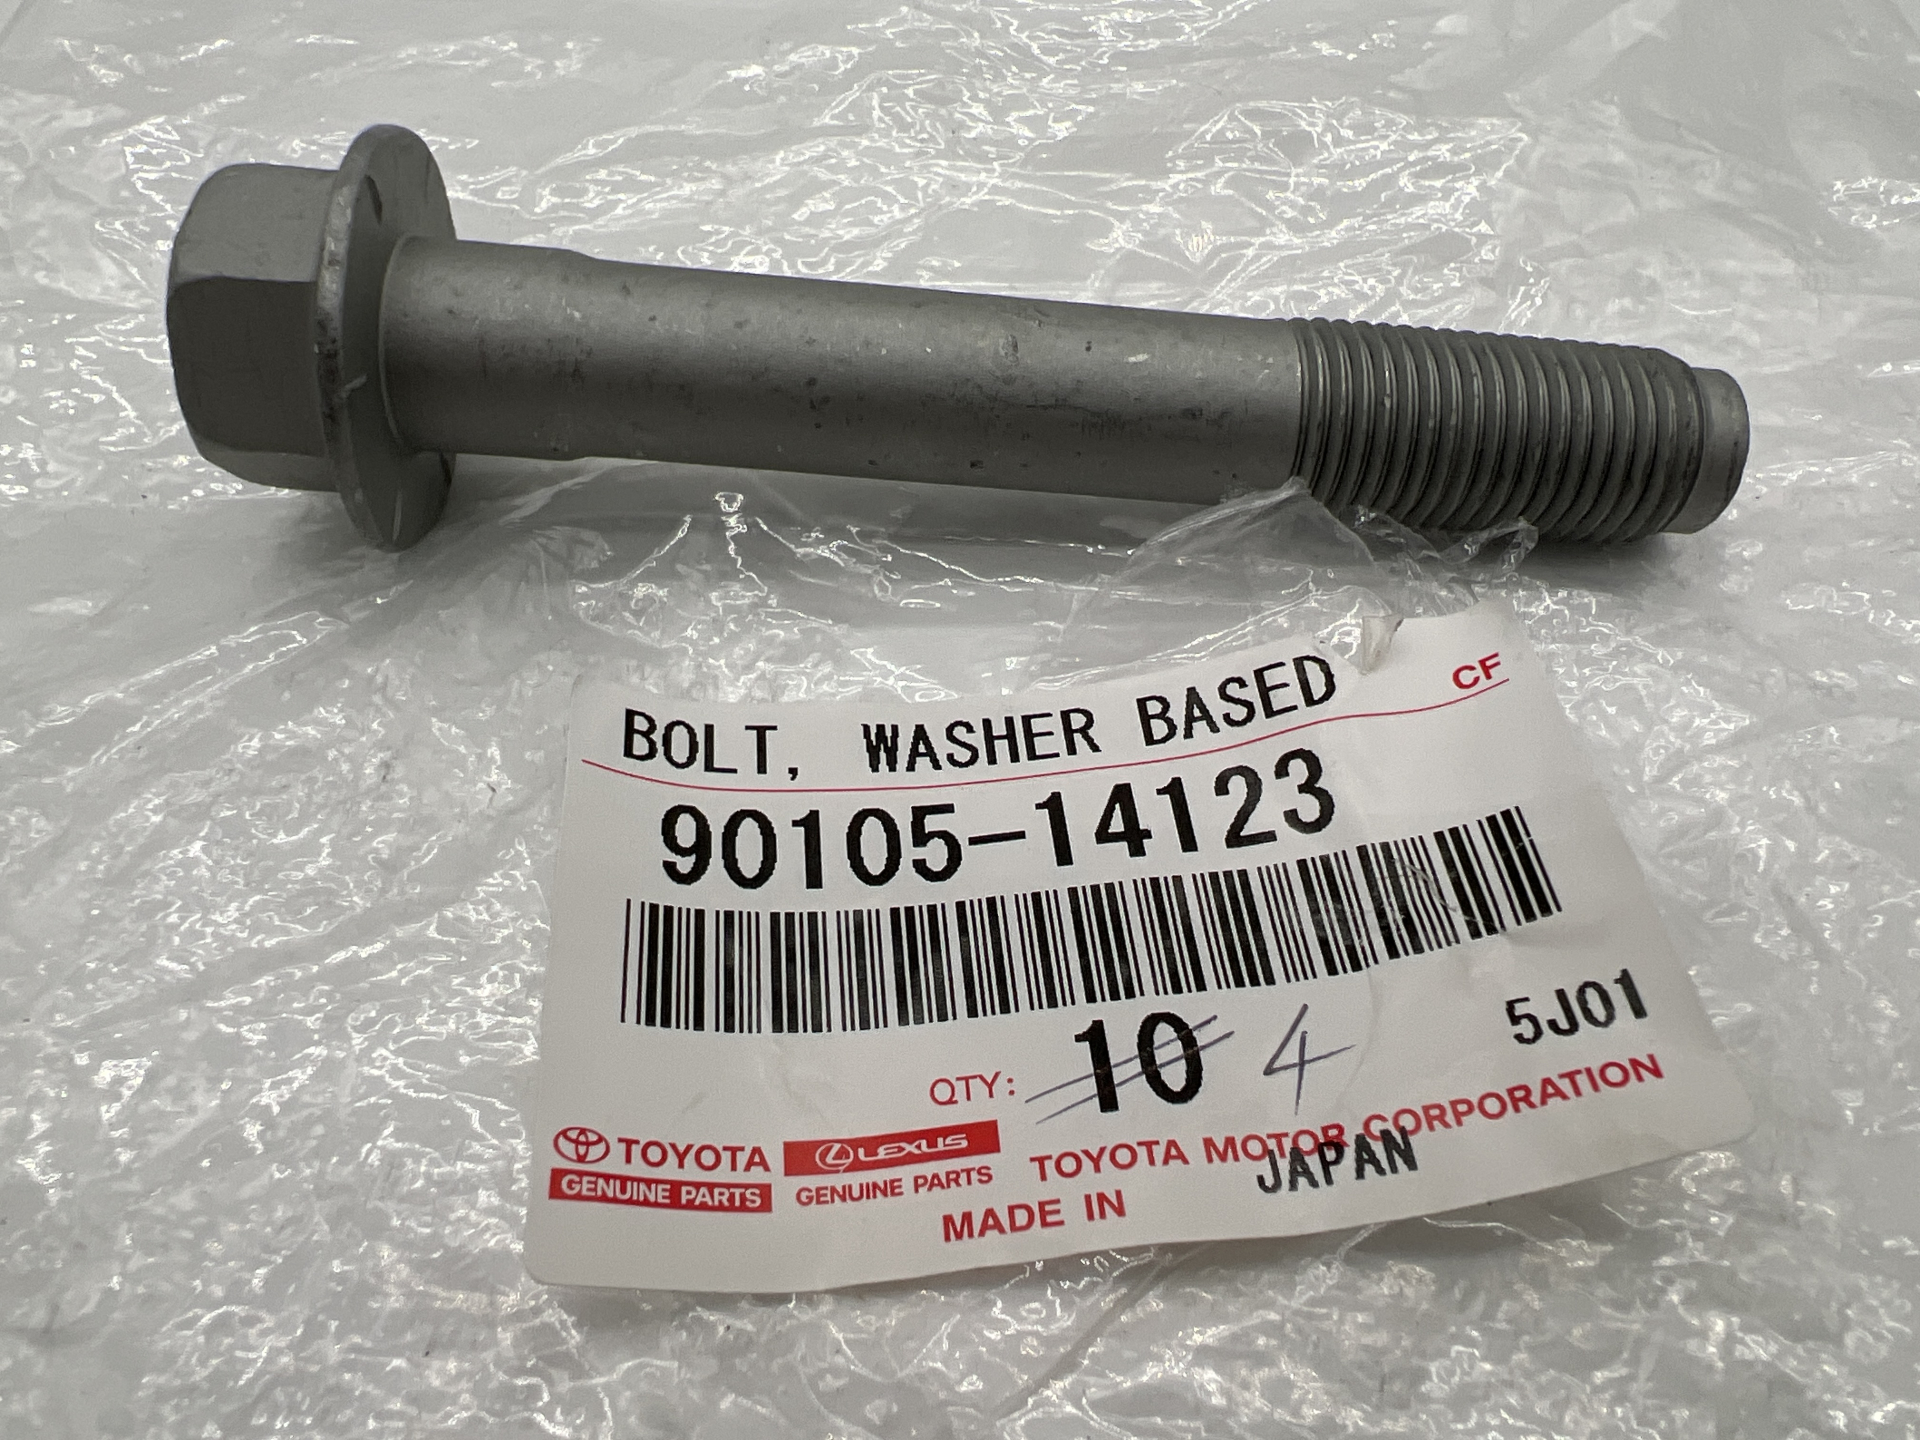 BOLT, WASHER BASED CF
90105-14123
5J01
QTY: 10 4
TOYOTA LEXUS TOYOTA MOTOR CORPORATION
GENUINE PARTS GENUINE PARTS
MADE IN JAPAN